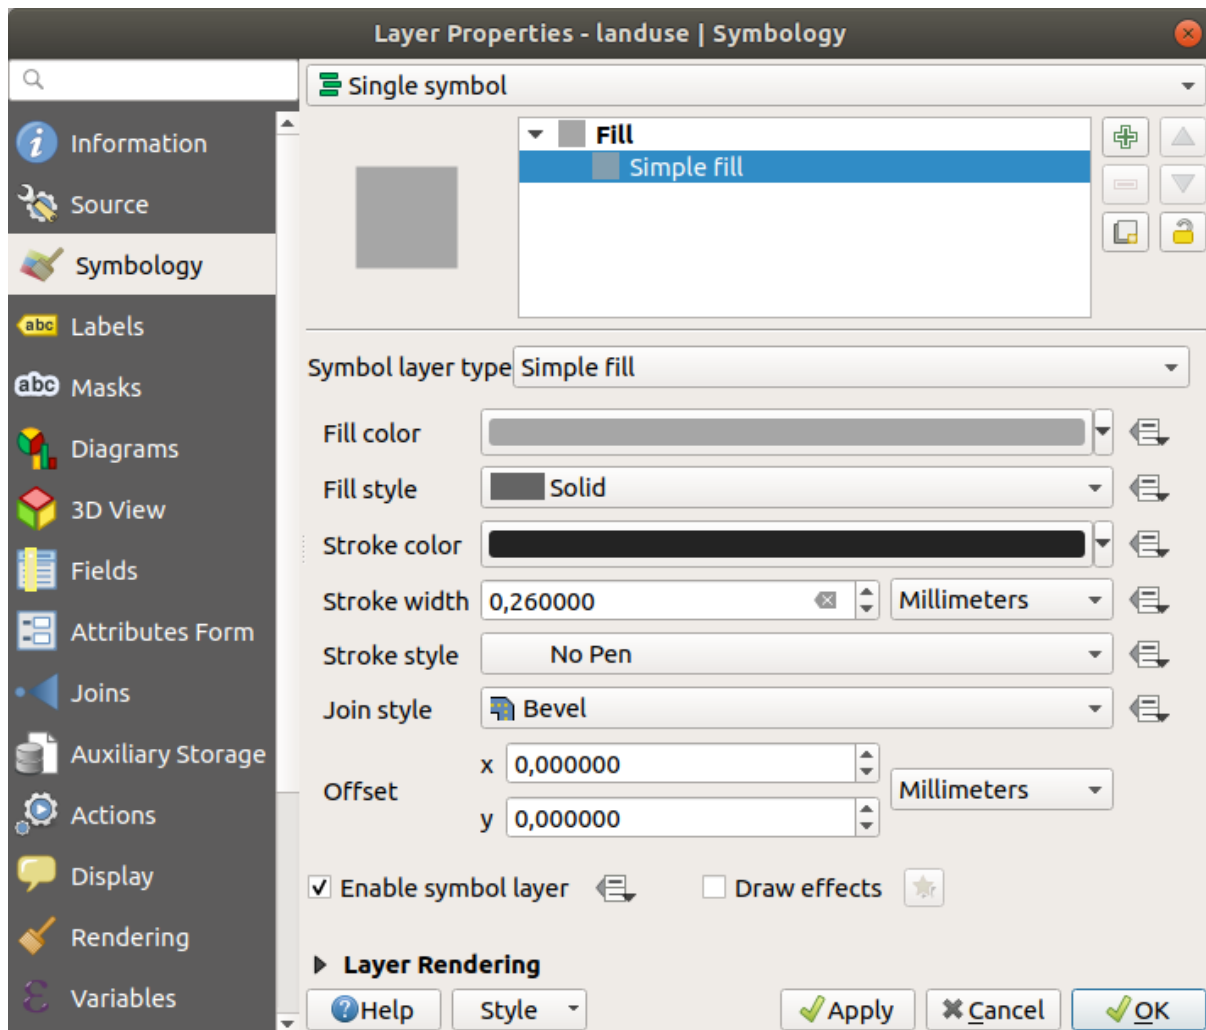 Layer Properties - landuse | Symbology
Single symbol
Information
Source
Symbology
Labels
Masks
Diagrams
3D View
Fields
Attributes Form
Joins
Auxiliary Storage
Actions
Display
Rendering
Variables
Fill
Simple fill
Symbol layer type Simple fill
Fill color
Fill style Solid
Stroke color
Stroke width 0,260000 Millimeters
Stroke style No Pen
Join style Bevel
Offset
x 0,000000
y 0,000000
Millimeters
Enable symbol layer
Draw effects
Layer Rendering
Help
Style
Apply
Cancel
OK
abc
abc